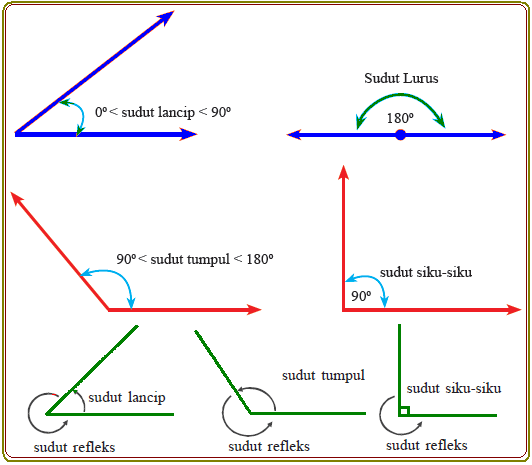 0º < sudut lancip < 90º
Sudut Lurus
180º
90º < sudut tumpul < 180º
sudut siku-siku
90º
sudut lancip
sudut refleks
sudut tumpul
sudut refleks
sudut siku-siku
sudut refleks